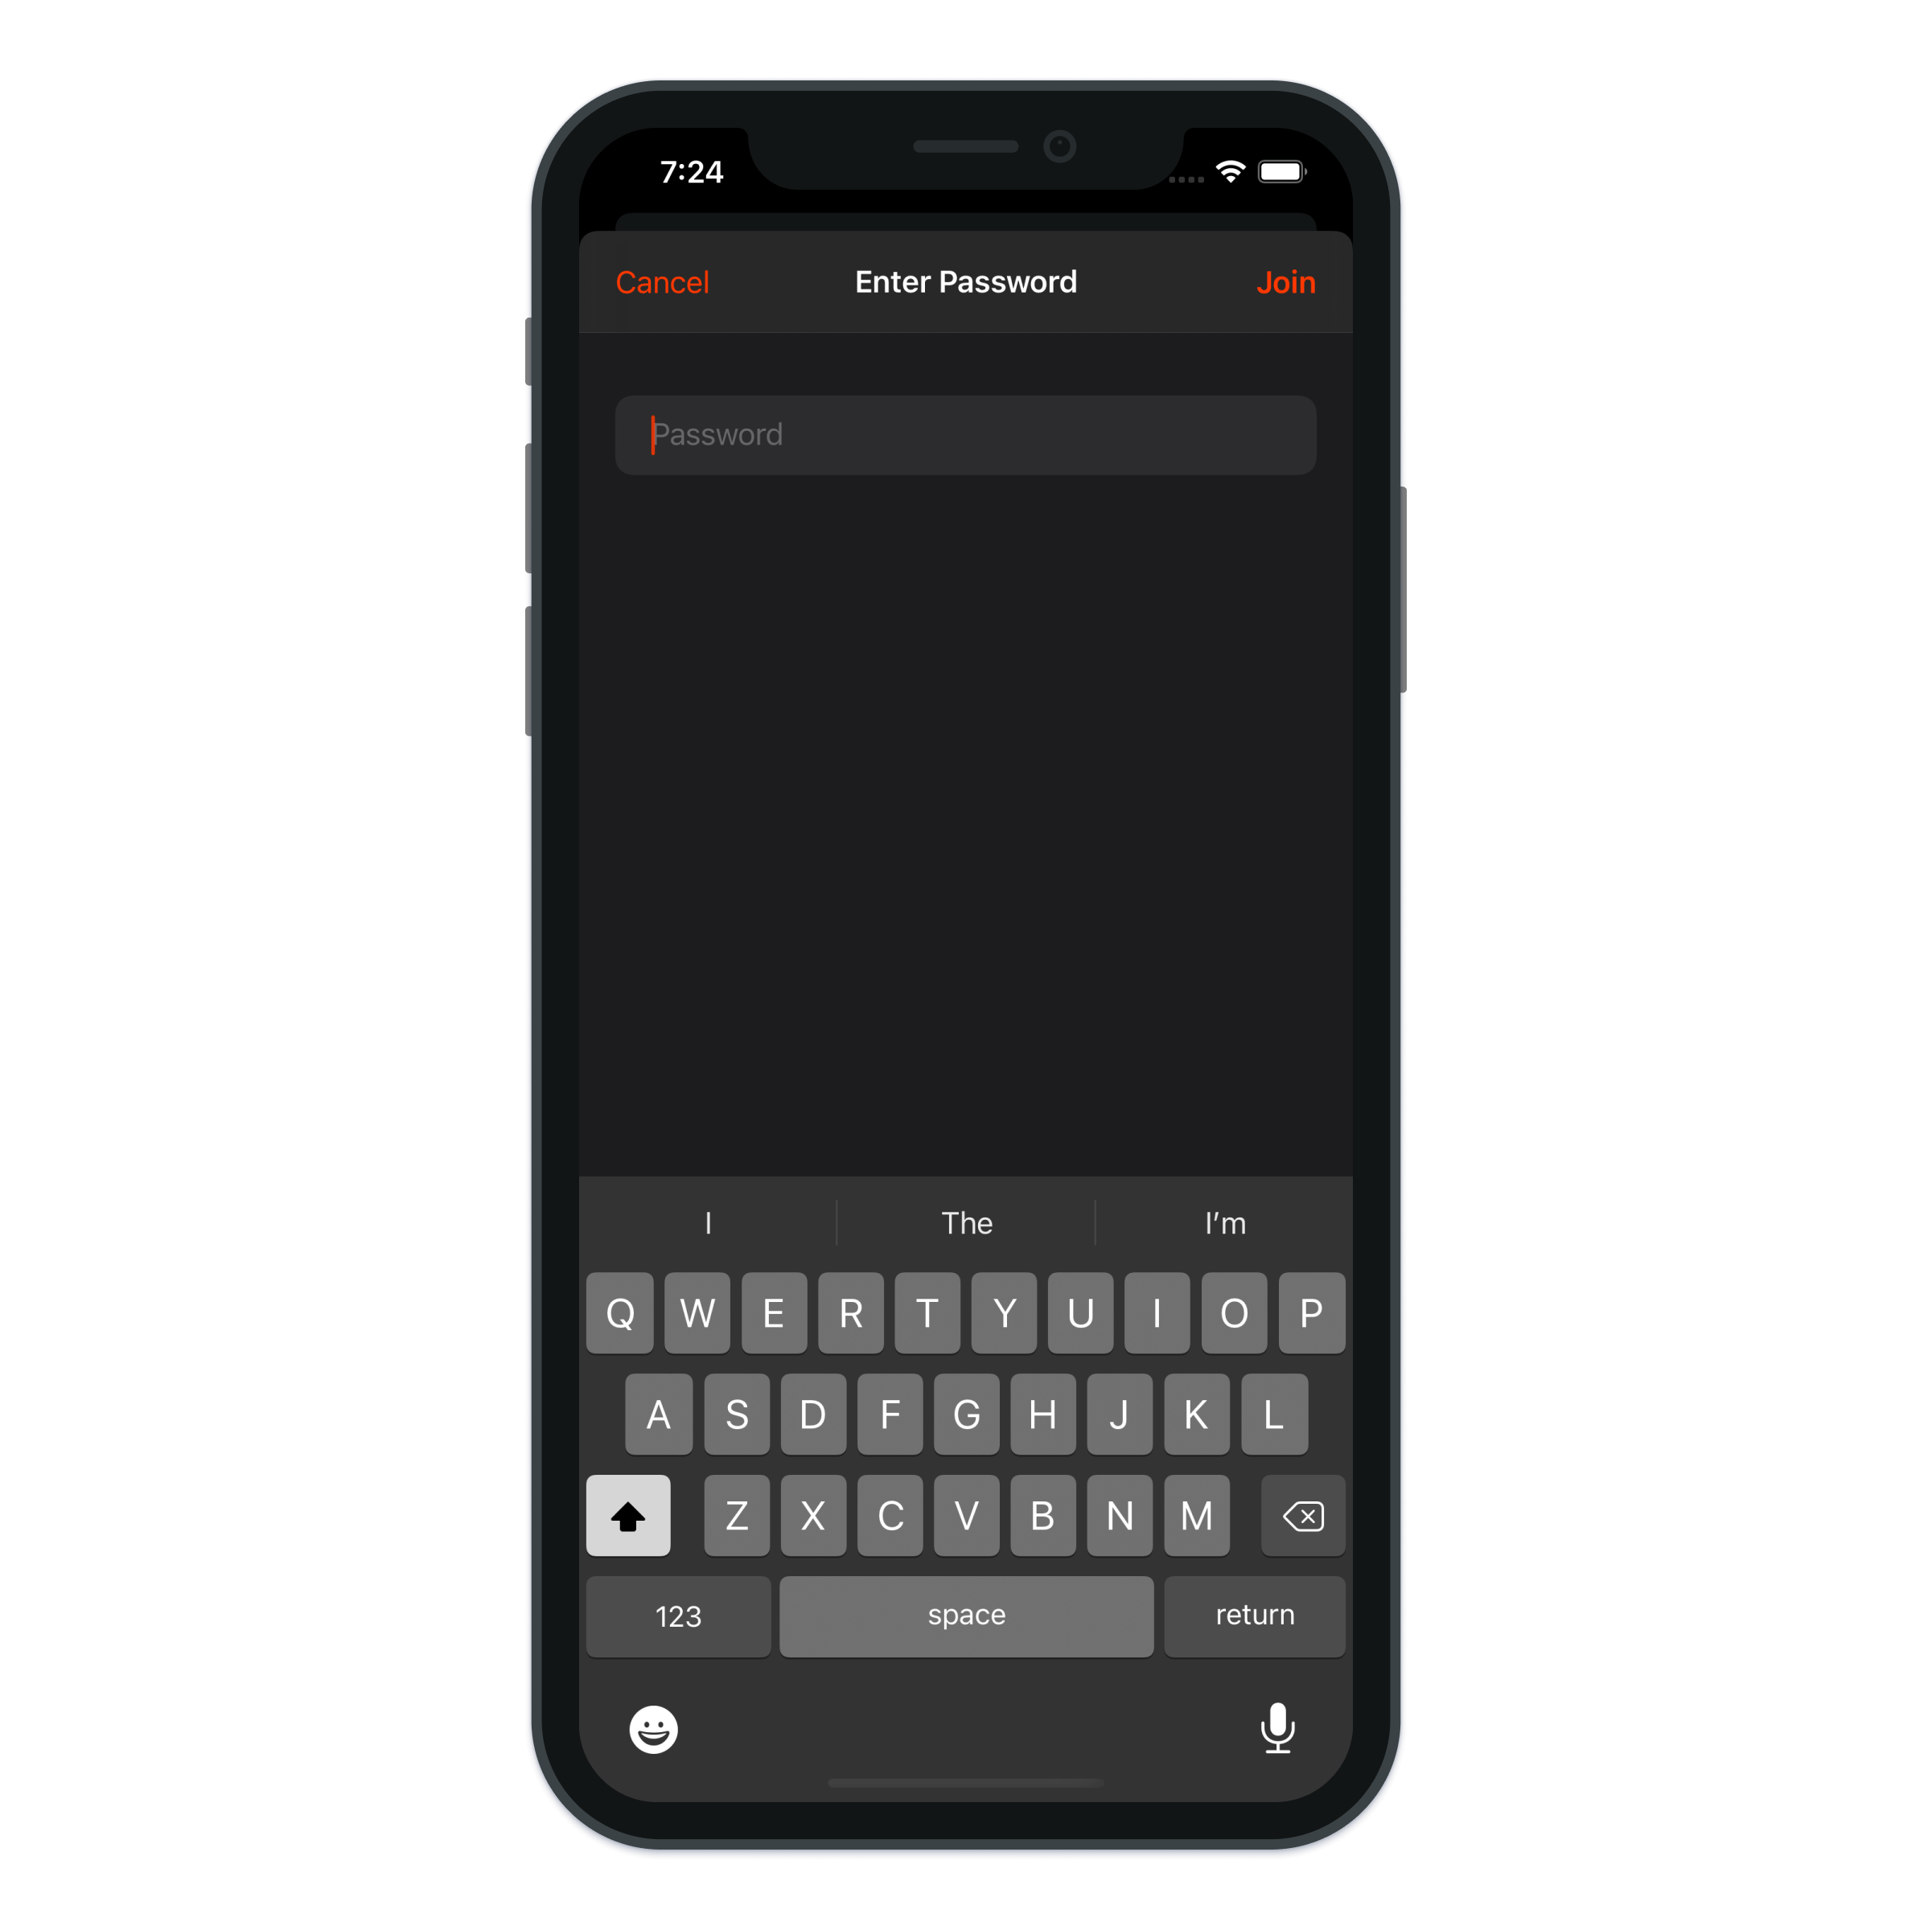 7:24
Cancel Enter Password Join
Password
I The I’m
Q W E R T Y U I O P
A S D F G H J K L
Z X C V B N M
123 space return